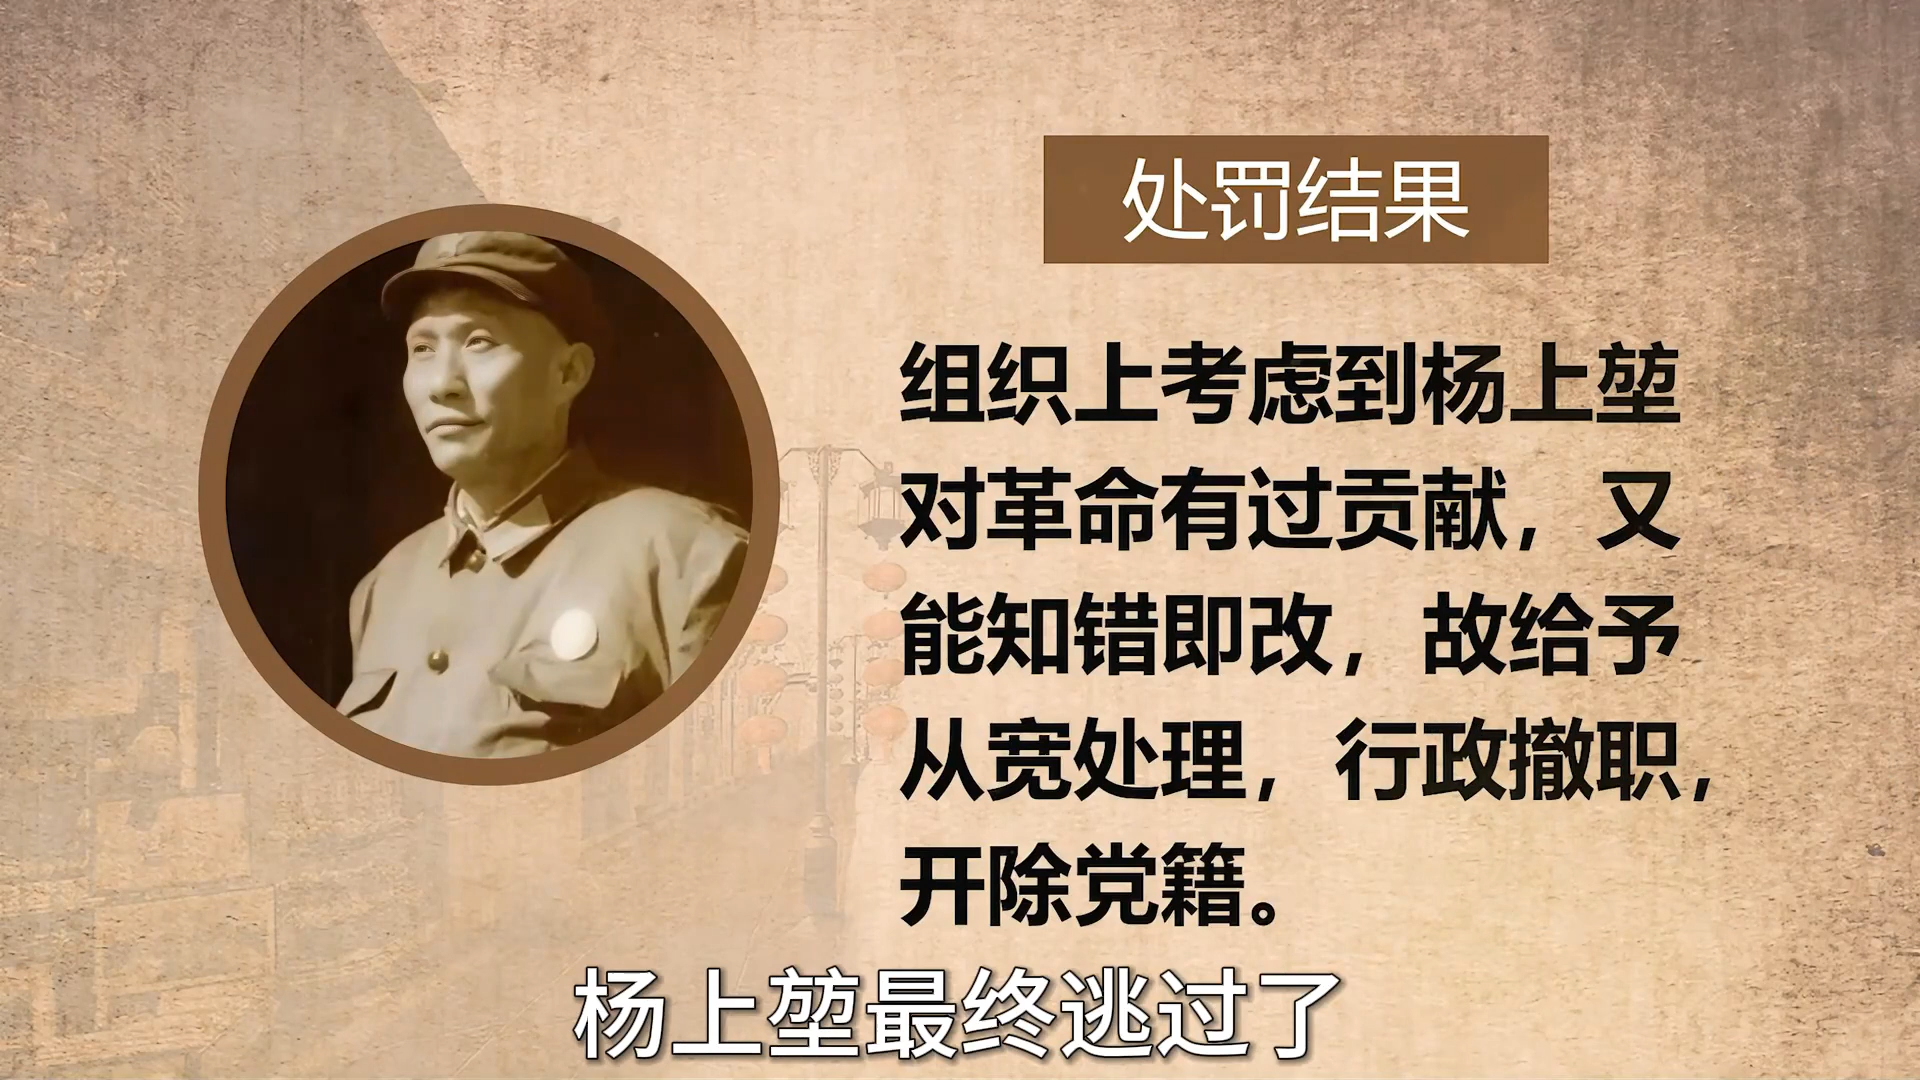 处罚结果
组织上考虑到杨上堃
对革命有过贡献，又
能知错即改，故给予
从宽处理，行政撤职，
开除党籍。
杨上堃最终逃过了